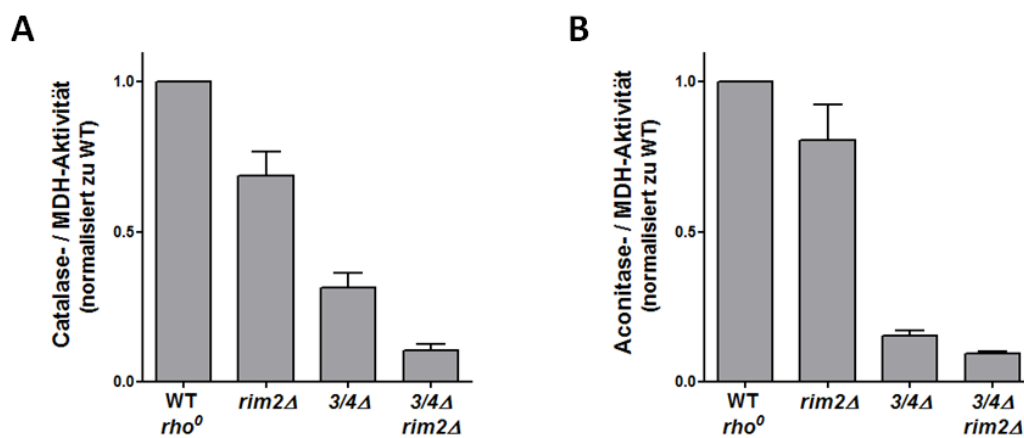 A
Catalase- / MDH-Aktivität
(normalisiert zu WT)
1.0
0.5
0.0
WT
rho⁰
rim2Δ
3/4Δ
3/4Δ
rim2Δ
B
Aconitase- / MDH-Aktivität
(normalisiert zu WT)
1.0
0.5
0.0
WT
rho⁰
rim2Δ
3/4Δ
3/4Δ
rim2Δ